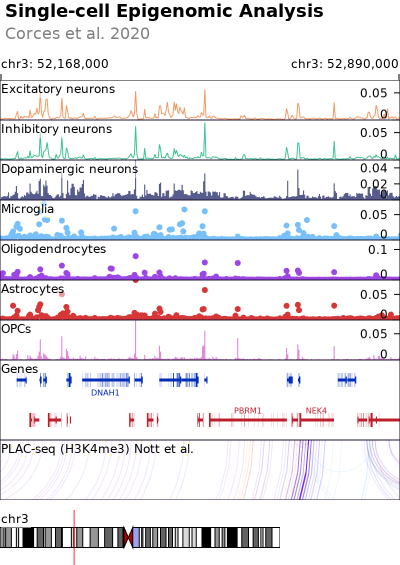 Single-cell Epigenomic Analysis
Corces et al. 2020
chr3: 52,168,000 chr3: 52,890,000
Excitatory neurons 0.05
0
Inhibitory neurons 0.05
0
Dopaminergic neurons 0.04
0.02
0
Microglia 0.05
0
Oligodendrocytes 0.1
0
Astrocytes 0.05
0
OPCs 0.05
0
Genes
DNAH1
PBRM1 NEK4
PLAC-seq (H3K4me3) Nott et al.
chr3